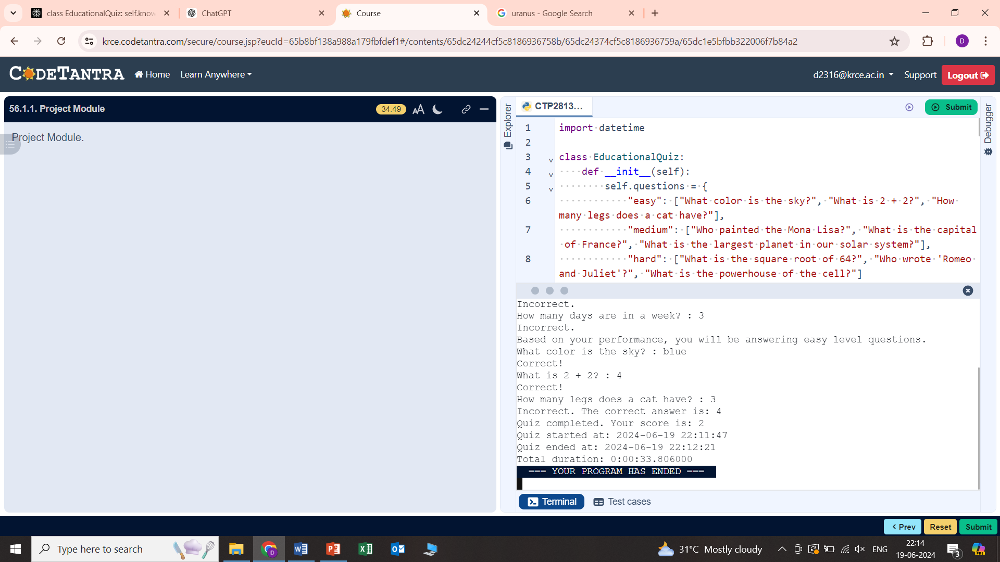 class EducationalQuiz: self.know
ChatGPT
Course
uranus - Google Search
krce.codetantra.com/secure/course.jsp?eucId=65b8bf138a988a179fbfdef1#/contents/65dc24244cf5c8186936758b/65dc24374cf5c8186936759a/65dc1e5bfbb322006f7b84a2
D
CODETANTRA
Home
Learn Anywhere
d2316@krce.ac.in
Support
Logout
56.1.1. Project Module
34:49
AA
Project Module.
Explorer
CTP2813...
Submit
Debugger
1 import datetime
2
3 class EducationalQuiz:
4 def __init__(self):
5 self.questions = {
6 "easy": ["What color is the sky?", "What is 2 + 2?", "How
many legs does a cat have?"],
7 "medium": ["Who painted the Mona Lisa?", "What is the capital
of France?", "What is the largest planet in our solar system?"],
8 "hard": ["What is the square root of 64?", "Who wrote 'Romeo
and Juliet'?", "What is the powerhouse of the cell?"]
Incorrect.
How many days are in a week? : 3
Incorrect.
Based on your performance, you will be answering easy level questions.
What color is the sky? : blue
Correct!
What is 2 + 2? : 4
Correct!
How many legs does a cat have? : 3
Incorrect. The correct answer is: 4
Quiz completed. Your score is: 2
Quiz started at: 2024-06-19 22:11:47
Quiz ended at: 2024-06-19 22:12:21
Total duration: 0:00:33.806000
=== YOUR PROGRAM HAS ENDED ===
Terminal
Test cases
Prev
Reset
Submit
Type here to search
D
31°C Mostly cloudy
ENG
22:14
19-06-2024
3
PRE